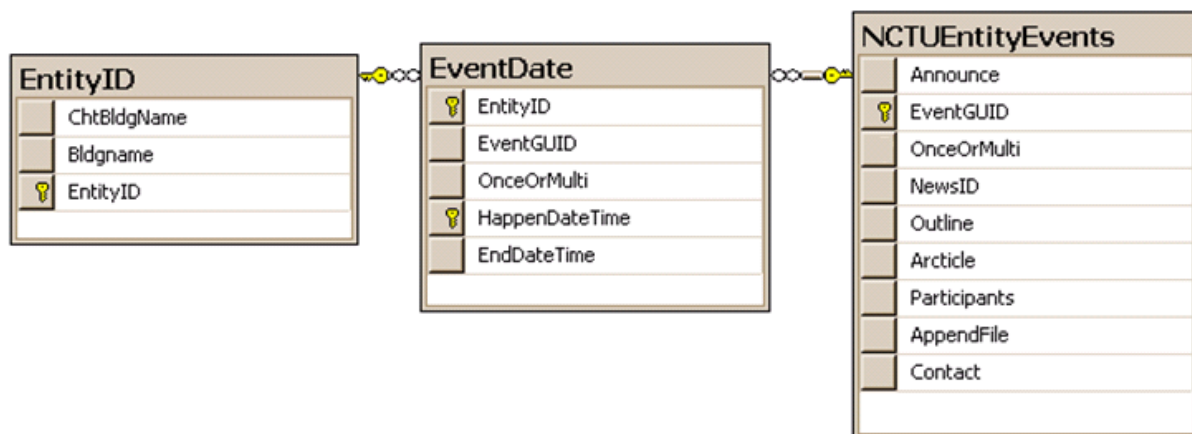 EntityID
ChtBldgName
Bldgname
EntityID
EventDate
EntityID
EventGUID
OnceOrMulti
HappenDateTime
EndDateTime
NCTUEntityEvents
Announce
EventGUID
OnceOrMulti
NewsID
Outline
Arcticle
Participants
AppendFile
Contact